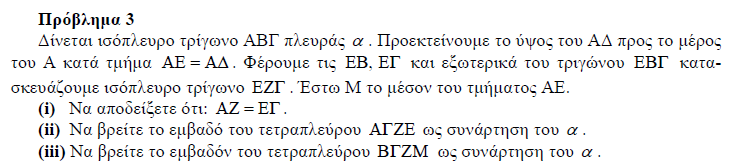 Πρόβλημα 3
Δίνεται ισόπλευρο τρίγωνο ΑΒΓ πλευράς α . Προεκτείνουμε το ύψος του ΑΔ προς το μέρος
του Α κατά τμήμα ΑΕ = ΑΔ . Φέρουμε τις ΕΒ, ΕΓ και εξωτερικά του τριγώνου ΕΒΓ κατα-
σκευάζουμε ισόπλευρο τρίγωνο ΕΖΓ . Έστω Μ το μέσον του τμήματος ΑΕ.
(i) Να αποδείξετε ότι: ΑΖ = ΕΓ .
(ii) Να βρείτε το εμβαδό του τετραπλεύρου ΑΓΖΕ ως συνάρτηση του α .
(iii) Να βρείτε το εμβαδόν του τετραπλεύρου ΒΓΖΜ ως συνάρτηση του α .